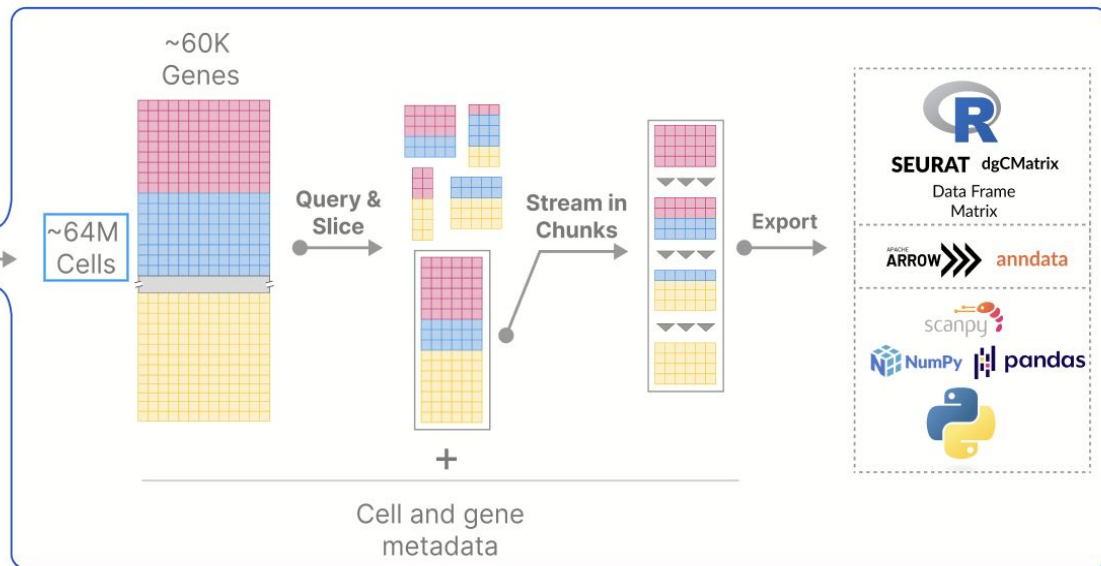 ~60K
Genes
~64M
Cells
Query &
Slice
Stream in
Chunks
Export
R
SEURAT dgCMatrix
Data Frame
Matrix
APACHE
ARROW anndata
scanpy
NumPy pandas
+
Cell and gene
metadata